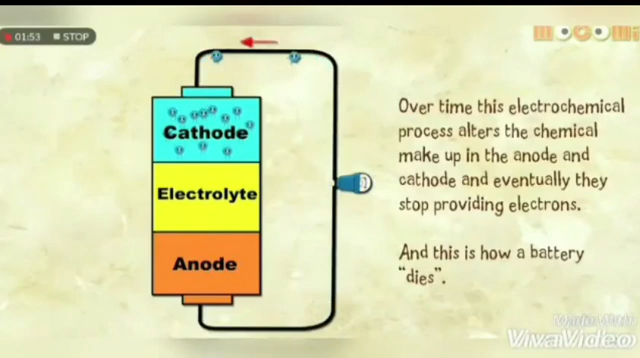 01:53 STOP
Cathode
Electrolyte
Anode
Over time this electrochemical
process alters the chemical
make up in the anode and
cathode and eventually they
stop providing electrons.
And this is how a battery
"dies".
VivaVideo